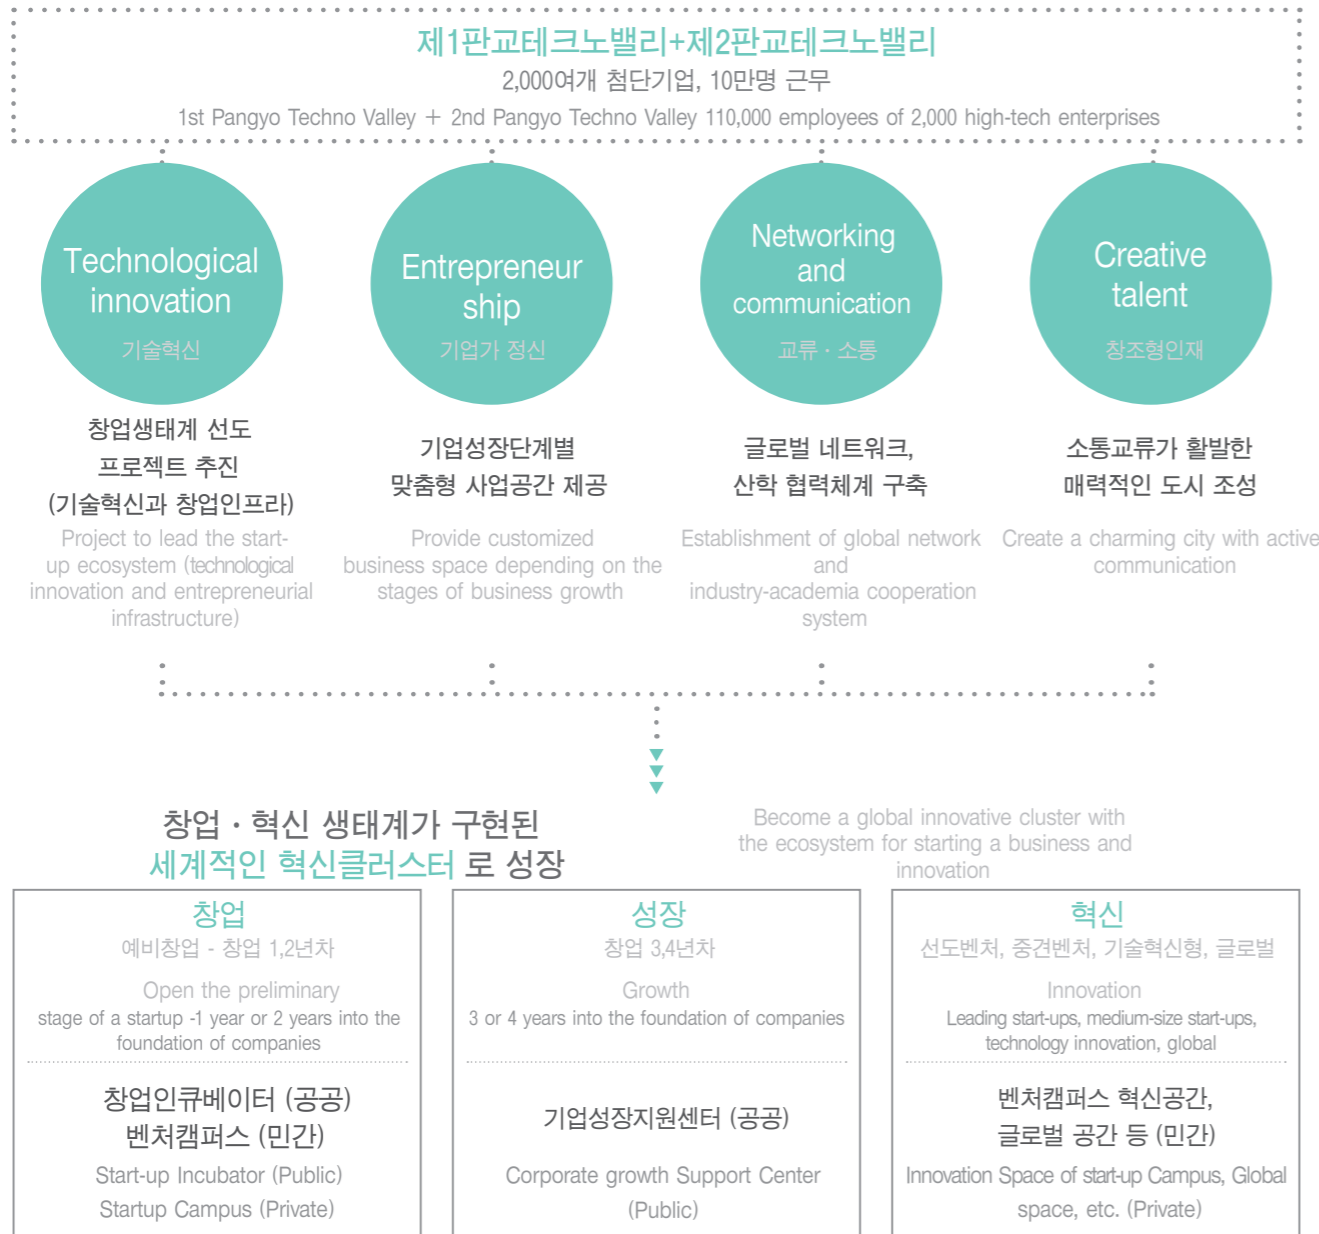 제1판교테크노밸리+제2판교테크노밸리
2,000여개 첨단기업, 10만명 근무
1st Pangyo Techno Valley + 2nd Pangyo Techno Valley 110,000 employees of 2,000 high-tech enterprises
Technological
innovation
기술혁신
창업생태계 선도
프로젝트 추진
(기술혁신과 창업인프라)
Project to lead the start-
up ecosystem (technological
innovation and entrepreneurial
infrastructure)
Entrepreneur
ship
기업가 정신
기업성장단계별
맞춤형 사업공간 제공
Provide customized
business space depending on the
stages of business growth
Networking
and
communication
교류 · 소통
글로벌 네트워크,
산학 협력체계 구축
Establishment of global network
and
industry-academia cooperation
system
Creative
talent
창조형인재
소통교류가 활발한
매력적인 도시 조성
Create a charming city with active
communication
창업 · 혁신 생태계가 구현된
세계적인 혁신클러스터 로 성장
Become a global innovative cluster with
the ecosystem for starting a business and
innovation
창업
예비창업 - 창업 1,2년차
Open the preliminary
stage of a startup -1 year or 2 years into the
foundation of companies
창업인큐베이터 (공공)
벤처캠퍼스 (민간)
Start-up Incubator (Public)
Startup Campus (Private)
성장
창업 3,4년차
Growth
3 or 4 years into the foundation of companies
기업성장지원센터 (공공)
Corporate growth Support Center
(Public)
혁신
선도벤처, 중견벤처, 기술혁신형, 글로벌
Innovation
Leading start-ups, medium-size start-ups,
technology innovation, global
벤처캠퍼스 혁신공간,
글로벌 공간 등 (민간)
Innovation Space of start-up Campus, Global
space, etc. (Private)